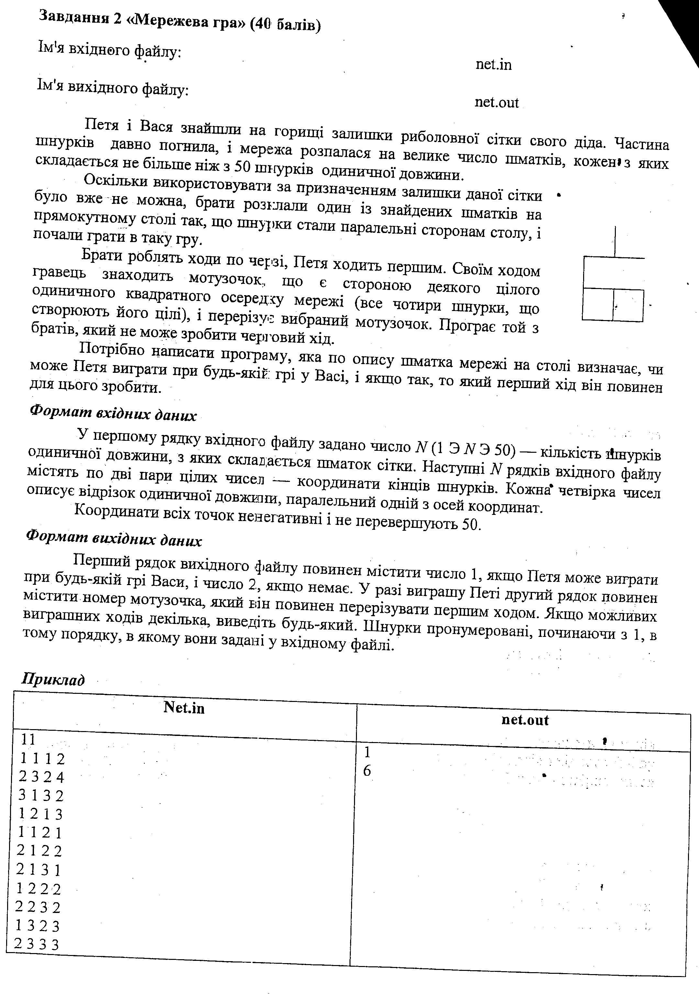 Завдання 2 «Мережева гра» (40 балів)
Ім'я вхідного файлу:
net.in
Ім'я вихідного файлу:
net.out
Петя і Вася знайшли на горищі залишки риболовної сітки свого діда. Частина
шнурків давно погнила, і мережа розпалася на велике число шматків, кожен з яких
складається не більше ніж з 50 шнурків одиничної довжини.
Оскільки використовувати за призначенням залишки даної сітки
було вже не можна, брати розклали один із знайдених шматків на
прямокутному столі так, що шнурки стали паралельні сторонам столу, і
почали грати в таку гру.
Брати роблять ходи по черзі, Петя ходить першим. Своїм ходом
гравець знаходить мотузочок, що є стороною деякого цілого
одиничного квадратного осередку мережі (все чотири шнурки, що
створюють його цілі), і перерізує вибраний мотузочок. Програє той з
братів, який не може зробити черговий хід.
Потрібно написати програму, яка по опису шматка мережі на столі визначає, чи
може Петя виграти при будь-якій грі у Васі, і якщо так, то який перший хід він повинен
для цього зробити.
Формат вхідних даних
У першому рядку вхідного файлу задано число N (1 Э N Э 50) — кількість шнурків
одиничної довжини, з яких складається шматок сітки. Наступні N рядків вхідного файлу
містять по дві пари цілих чисел — координати кінців шнурків. Кожна четвірка чисел
описує відрізок одиничної довжини, паралельний одній з осей координат.
Координати всіх точок ненегативні і не перевершують 50.
Формат вихідних даних
Перший рядок вихідного файлу повинен містити число 1, якщо Петя може виграти
при будь-якій грі Васи, і число 2, якщо немає. У разі виграшу Петі другий рядок повинен
містити номер мотузочка, який він повинен перерізувати першим ходом. Якщо можливих
виграшних ходів декілька, виведіть будь-який. Шнурки пронумеровані, починаючи з 1, в
тому порядку, в якому вони задані у вхідному файлі.
Приклад
Net.in
net.out
11
1 1 1 2
2 3 2 4
3 1 3 2
1 2 1 3
1 1 2 1
2 1 2 2
2 1 3 1
1 2 2 2
2 2 3 2
1 3 2 3
2 3 3 3
1
6